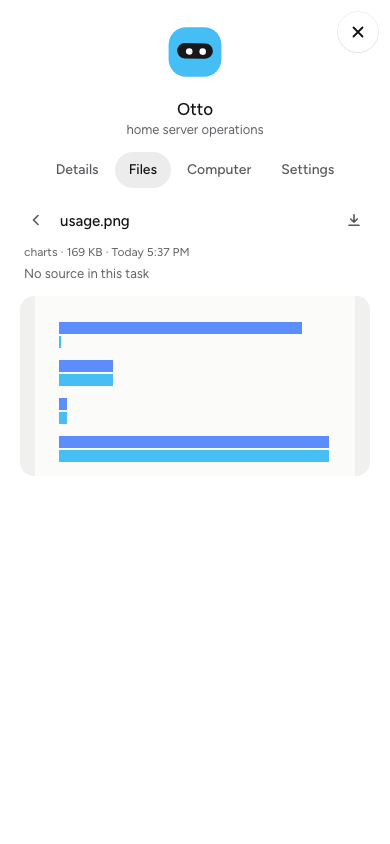 Otto
home server operations
Details Files Computer Settings
usage.png
charts · 169 KB · Today 5:37 PM
No source in this task